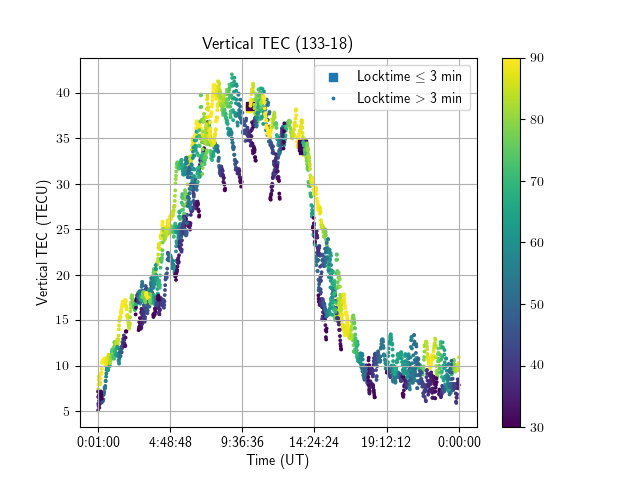 Vertical TEC (133-18)
Locktime ≤ 3 min
Locktime > 3 min
Vertical TEC (TECU)
40
35
30
25
20
15
10
5
0:01:00 4:48:48 9:36:36 14:24:24 19:12:12 0:00:00
Time (UT)
90
80
70
60
50
40
30